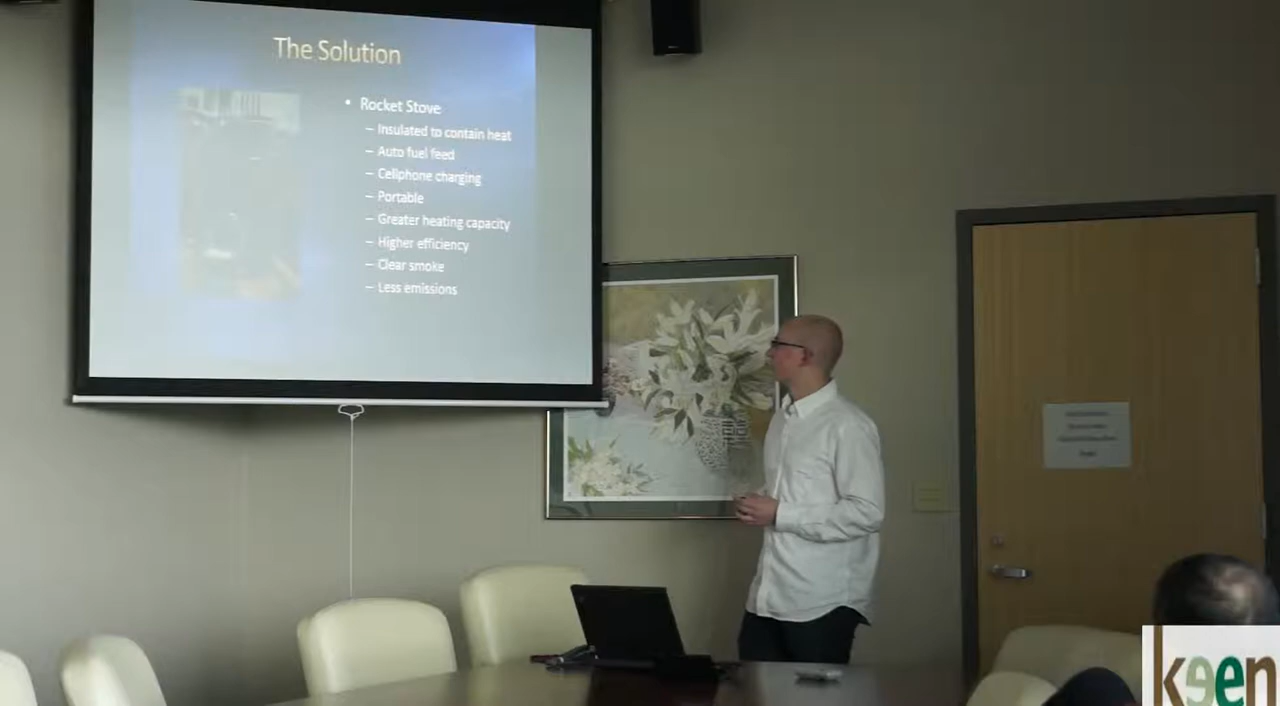 The Solution
• Rocket Stove
– Insulated to contain heat
– Auto fuel feed
– Cellphone charging
– Portable
– Greater heating capacity
– Higher efficiency
– Clear smoke
– Less emissions
keen